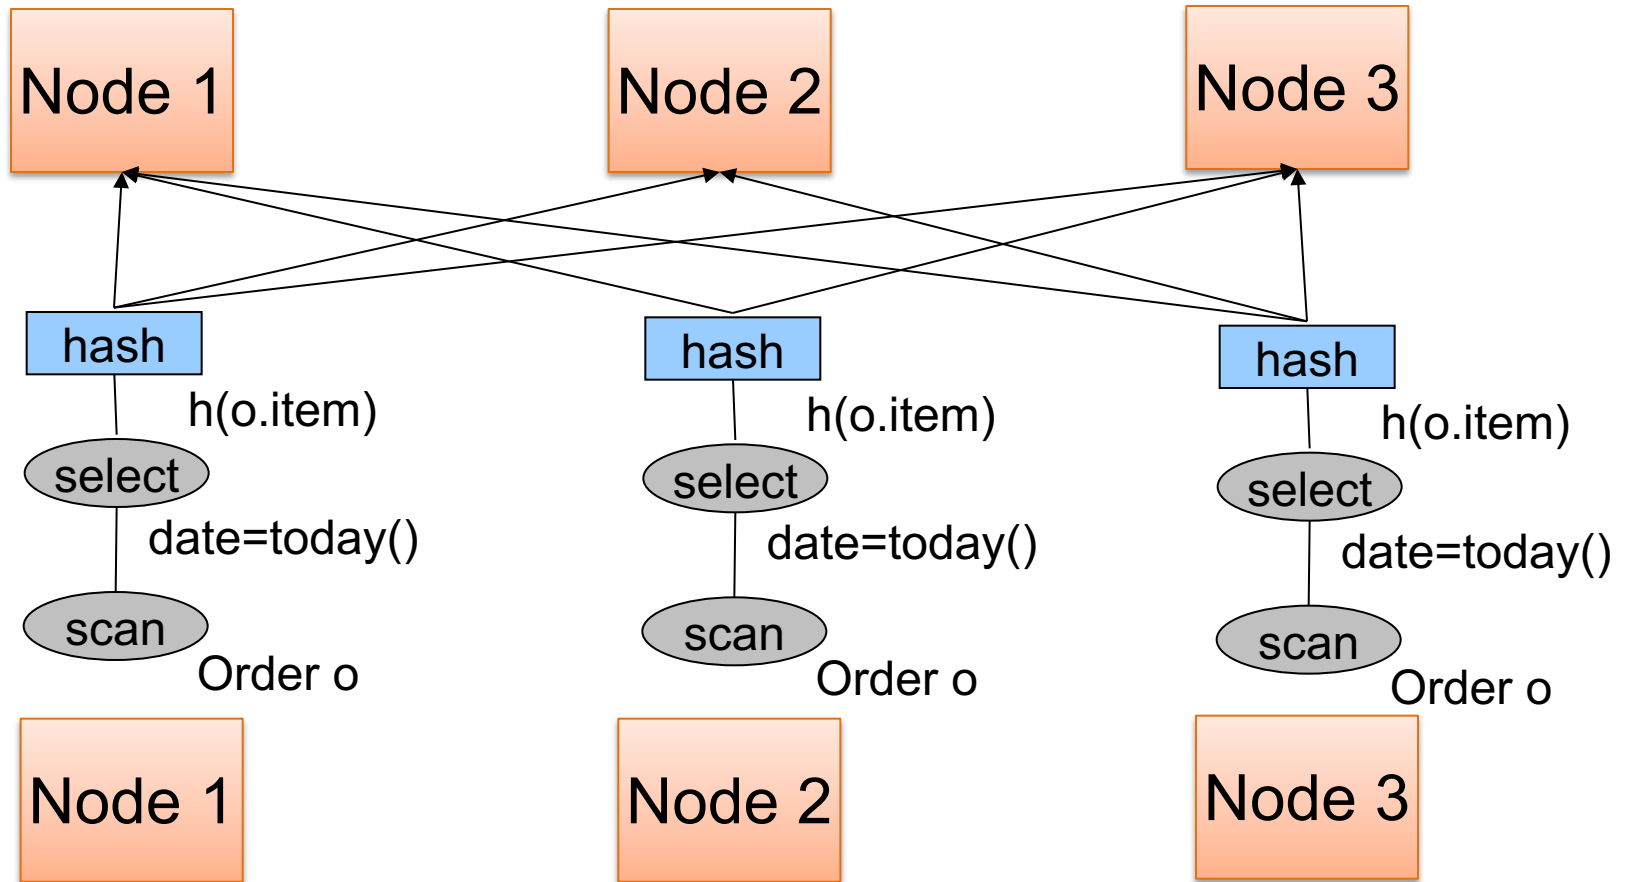 Node 1
Node 2
Node 3
hash
hash
hash
h(o.item)
h(o.item)
h(o.item)
select
select
select
date=today()
date=today()
date=today()
scan
scan
scan
Order o
Order o
Order o
Node 1
Node 2
Node 3